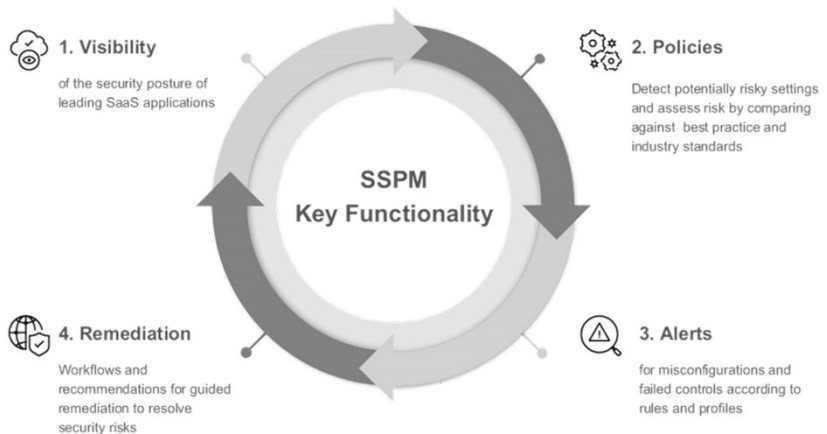 1. Visibility
of the security posture of
leading SaaS applications
2. Policies
Detect potentially risky settings
and assess risk by comparing
against best practice and
industry standards
SSPM
Key Functionality
4. Remediation
Workflows and
recommendations for guided
remediation to resolve
security risks
3. Alerts
for misconfigurations and
failed controls according to
rules and profiles